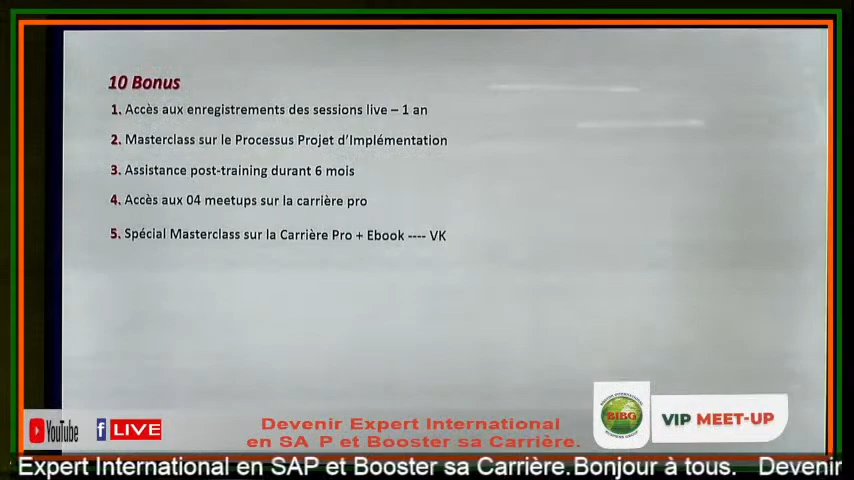 10 Bonus
1. Accès aux enregistrements des sessions live – 1 an
2. Masterclass sur le Processus Projet d'Implémentation
3. Assistance post-training durant 6 mois
4. Accès aux 04 meetups sur la carrière pro
5. Spécial Masterclass sur la Carrière Pro + Ebook ---- VK
BIBG
VIP MEET-UP
YouTube
f LIVE
Devenir Expert International
en SA P et Booster sa Carrière.
Expert International en SAP et Booster sa Carrière.Bonjour à tous. Devenir